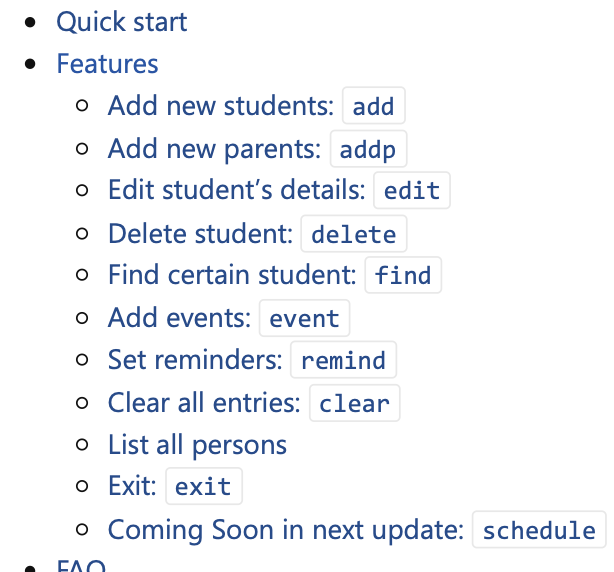 Quick start
Features
Add new students: add
Add new parents: addp
Edit student’s details: edit
Delete student: delete
Find certain student: find
Add events: event
Set reminders: remind
Clear all entries: clear
List all persons
Exit: exit
Coming Soon in next update: schedule
FAQ